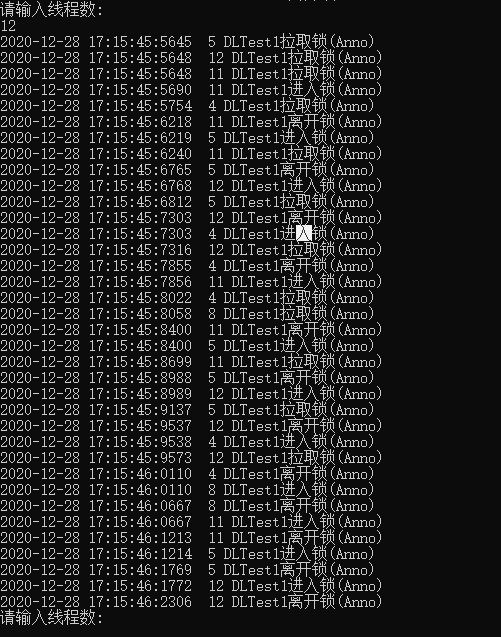 请输入线程数:
12
2020-12-28 17:15:45:5645  5 DLTest1拉取锁(Anno)
2020-12-28 17:15:45:5648  12 DLTest1拉取锁(Anno)
2020-12-28 17:15:45:5648  11 DLTest1拉取锁(Anno)
2020-12-28 17:15:45:5690  11 DLTest1进入锁(Anno)
2020-12-28 17:15:45:5754  4 DLTest1拉取锁(Anno)
2020-12-28 17:15:45:6218  11 DLTest1离开锁(Anno)
2020-12-28 17:15:45:6219  5 DLTest1进入锁(Anno)
2020-12-28 17:15:45:6240  11 DLTest1拉取锁(Anno)
2020-12-28 17:15:45:6765  5 DLTest1离开锁(Anno)
2020-12-28 17:15:45:6768  12 DLTest1进入锁(Anno)
2020-12-28 17:15:45:6812  5 DLTest1拉取锁(Anno)
2020-12-28 17:15:45:7303  12 DLTest1离开锁(Anno)
2020-12-28 17:15:45:7303  4 DLTest1进入锁(Anno)
2020-12-28 17:15:45:7316  12 DLTest1拉取锁(Anno)
2020-12-28 17:15:45:7855  4 DLTest1离开锁(Anno)
2020-12-28 17:15:45:7856  11 DLTest1进入锁(Anno)
2020-12-28 17:15:45:8022  4 DLTest1拉取锁(Anno)
2020-12-28 17:15:45:8058  8 DLTest1拉取锁(Anno)
2020-12-28 17:15:45:8400  11 DLTest1离开锁(Anno)
2020-12-28 17:15:45:8400  5 DLTest1进入锁(Anno)
2020-12-28 17:15:45:8699  11 DLTest1拉取锁(Anno)
2020-12-28 17:15:45:8988  5 DLTest1离开锁(Anno)
2020-12-28 17:15:45:8989  12 DLTest1进入锁(Anno)
2020-12-28 17:15:45:9137  5 DLTest1拉取锁(Anno)
2020-12-28 17:15:45:9537  12 DLTest1离开锁(Anno)
2020-12-28 17:15:45:9538  4 DLTest1进入锁(Anno)
2020-12-28 17:15:45:9573  12 DLTest1拉取锁(Anno)
2020-12-28 17:15:46:0110  4 DLTest1离开锁(Anno)
2020-12-28 17:15:46:0110  8 DLTest1进入锁(Anno)
2020-12-28 17:15:46:0667  8 DLTest1离开锁(Anno)
2020-12-28 17:15:46:0667  11 DLTest1进入锁(Anno)
2020-12-28 17:15:46:1213  11 DLTest1离开锁(Anno)
2020-12-28 17:15:46:1214  5 DLTest1进入锁(Anno)
2020-12-28 17:15:46:1769  5 DLTest1离开锁(Anno)
2020-12-28 17:15:46:1772  12 DLTest1进入锁(Anno)
2020-12-28 17:15:46:2306  12 DLTest1离开锁(Anno)
请输入线程数: